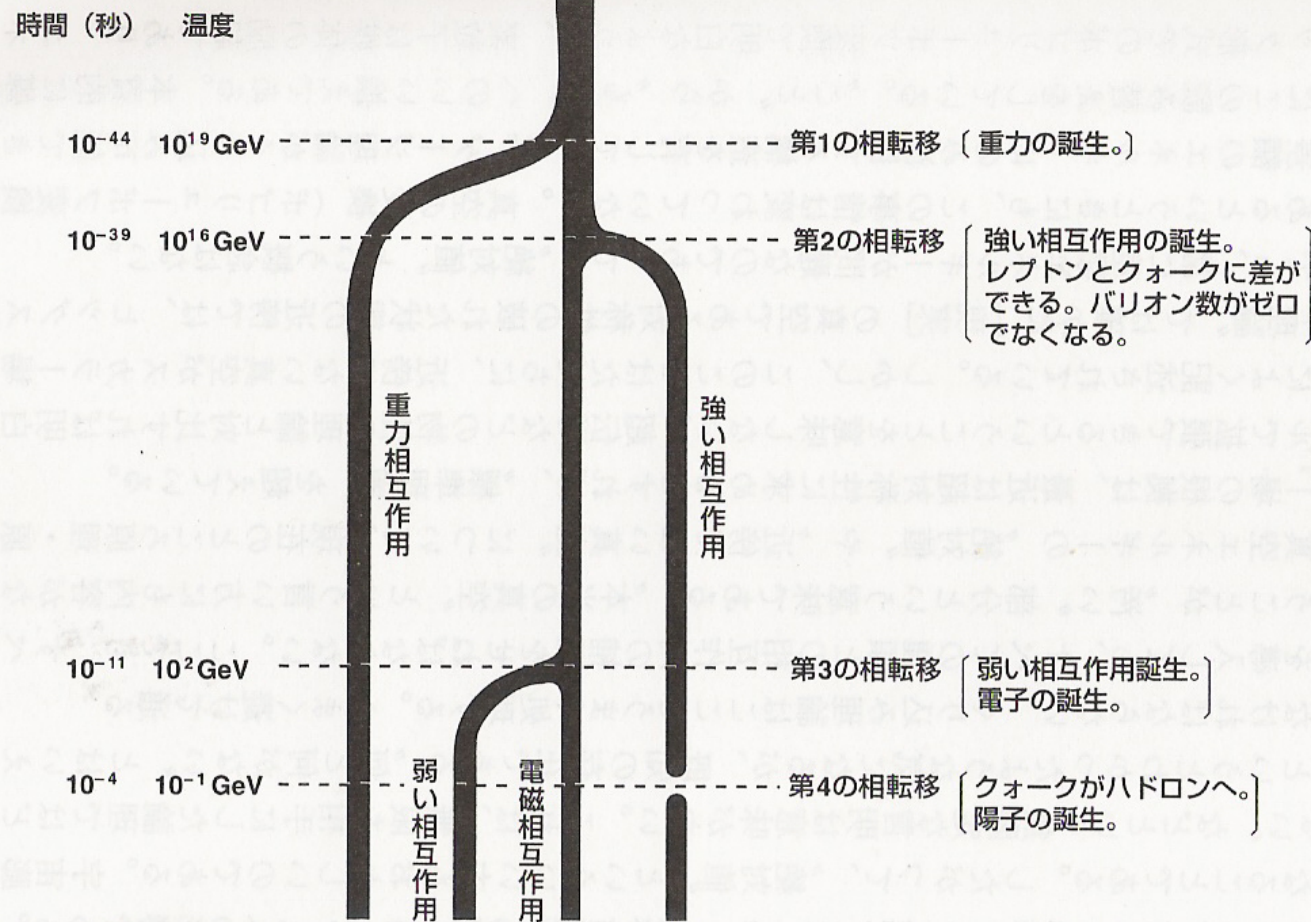 時間（秒） 温度
10⁻⁴⁴ 10¹⁹GeV 第1の相転移〔重力の誕生。〕
10⁻³⁹ 10¹⁶GeV 第2の相転移〔強い相互作用の誕生。
レプトンとクォークに差が
できる。バリオン数がゼロ
でなくなる。〕
重力相互作用
強い相互作用
10⁻¹¹ 10²GeV 第3の相転移〔弱い相互作用誕生。
電子の誕生。〕
10⁻⁴ 10⁻¹GeV 第4の相転移〔クォークがハドロンへ。
陽子の誕生。〕
弱い相互作用
電磁相互作用